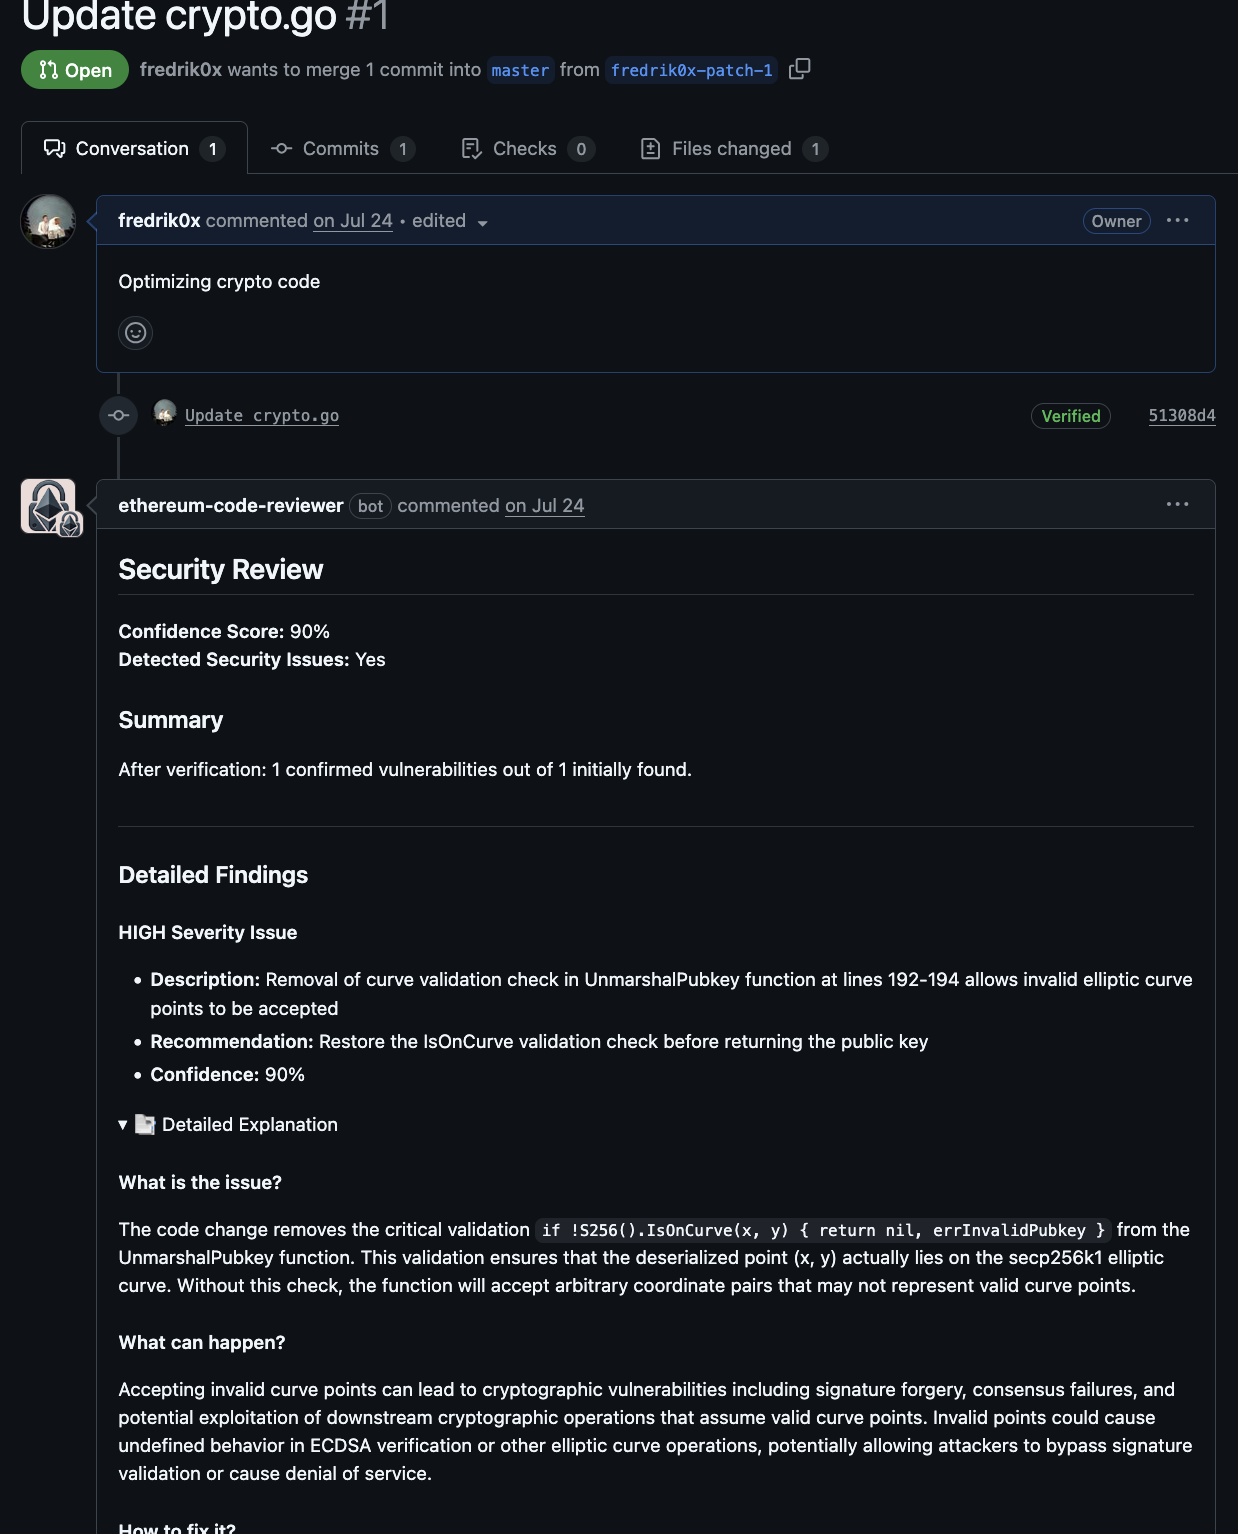 Update crypto.go #1
Open fredrik0x wants to merge 1 commit into master from fredrik0x-patch-1
Conversation 1 Commits 1 Checks 0 Files changed 1
fredrik0x commented on Jul 24 • edited Owner ...
Optimizing crypto code
Update crypto.go Verified 51308d4
ethereum-code-reviewer bot commented on Jul 24 ...
Security Review
Confidence Score: 90%
Detected Security Issues: Yes
Summary
After verification: 1 confirmed vulnerabilities out of 1 initially found.
Detailed Findings
HIGH Severity Issue
• Description: Removal of curve validation check in UnmarshalPubkey function at lines 192-194 allows invalid elliptic curve
points to be accepted
• Recommendation: Restore the IsOnCurve validation check before returning the public key
• Confidence: 90%
▾ 📑 Detailed Explanation
What is the issue?
The code change removes the critical validation if !S256().IsOnCurve(x, y) { return nil, errInvalidPubkey } from the
UnmarshalPubkey function. This validation ensures that the deserialized point (x, y) actually lies on the secp256k1 elliptic
curve. Without this check, the function will accept arbitrary coordinate pairs that may not represent valid curve points.
What can happen?
Accepting invalid curve points can lead to cryptographic vulnerabilities including signature forgery, consensus failures, and
potential exploitation of downstream cryptographic operations that assume valid curve points. Invalid points could cause
undefined behavior in ECDSA verification or other elliptic curve operations, potentially allowing attackers to bypass signature
validation or cause denial of service.
How to fix it?